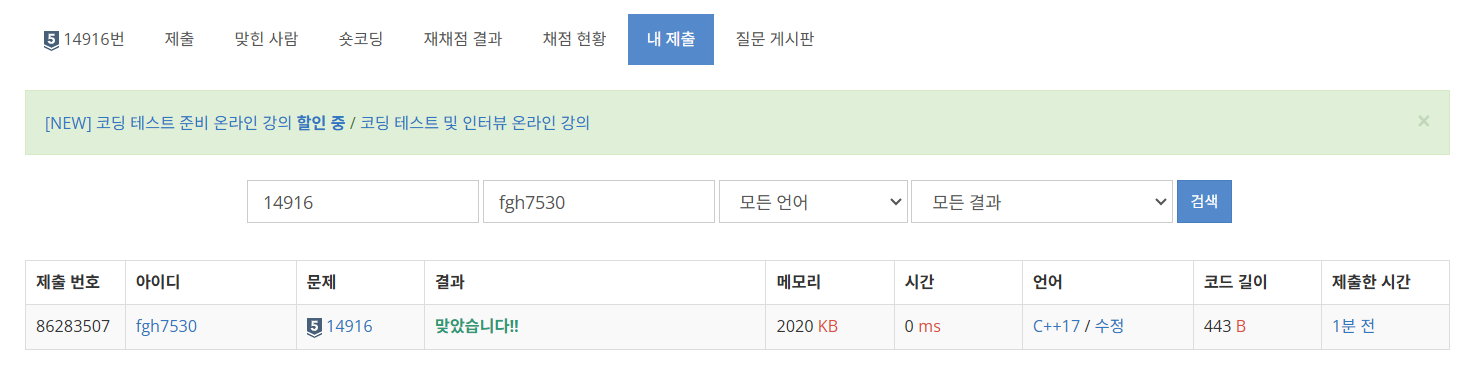 5 14916번 제출 맞힌 사람 숏코딩 재채점 결과 채점 현황 내 제출 질문 게시판
[NEW] 코딩 테스트 준비 온라인 강의 할인 중 / 코딩 테스트 및 인터뷰 온라인 강의 ×
14916 fgh7530 모든 언어 모든 결과 검색
제출 번호 아이디 문제 결과 메모리 시간 언어 코드 길이 제출한 시간
86283507 fgh7530 5 14916 맞았습니다!! 2020 KB 0 ms C++17 / 수정 443 B 1분 전